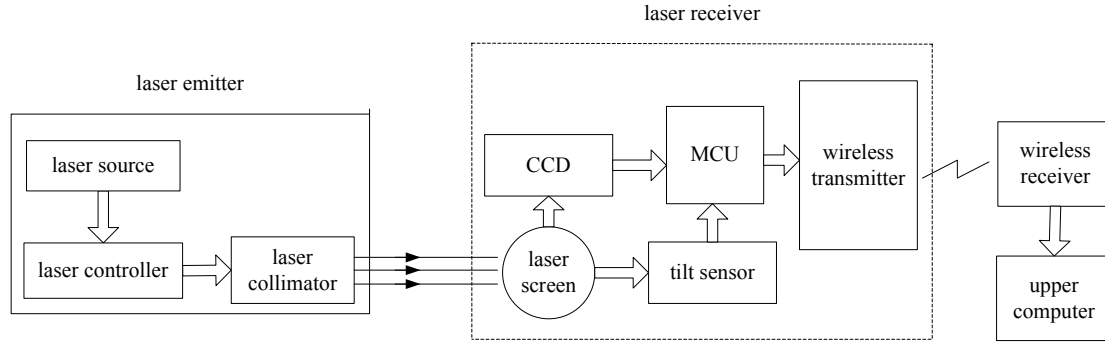 laser receiver
laser emitter
laser source
laser controller
laser
collimator
laser
screen
CCD
MCU
tilt sensor
wireless
transmitter
wireless
receiver
upper
computer